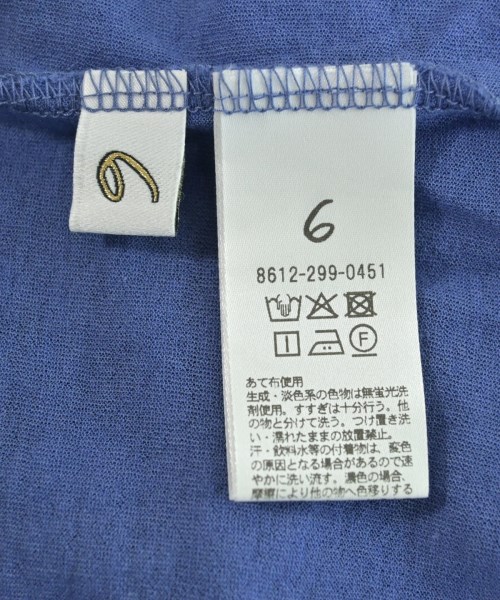 6
6
8612-299-0451
F
あて布使用
生成・淡色系の色物は無蛍光洗
剤使用。すすぎは十分行う。他
の物と分けて洗う。つけ置き洗
い・濡れたままの放置禁止。
汗・飲料水等の付着物は、変色
の原因となる場合があるので速
やかに洗い流す。濃色の場合、
摩擦により他の物へ色移りする